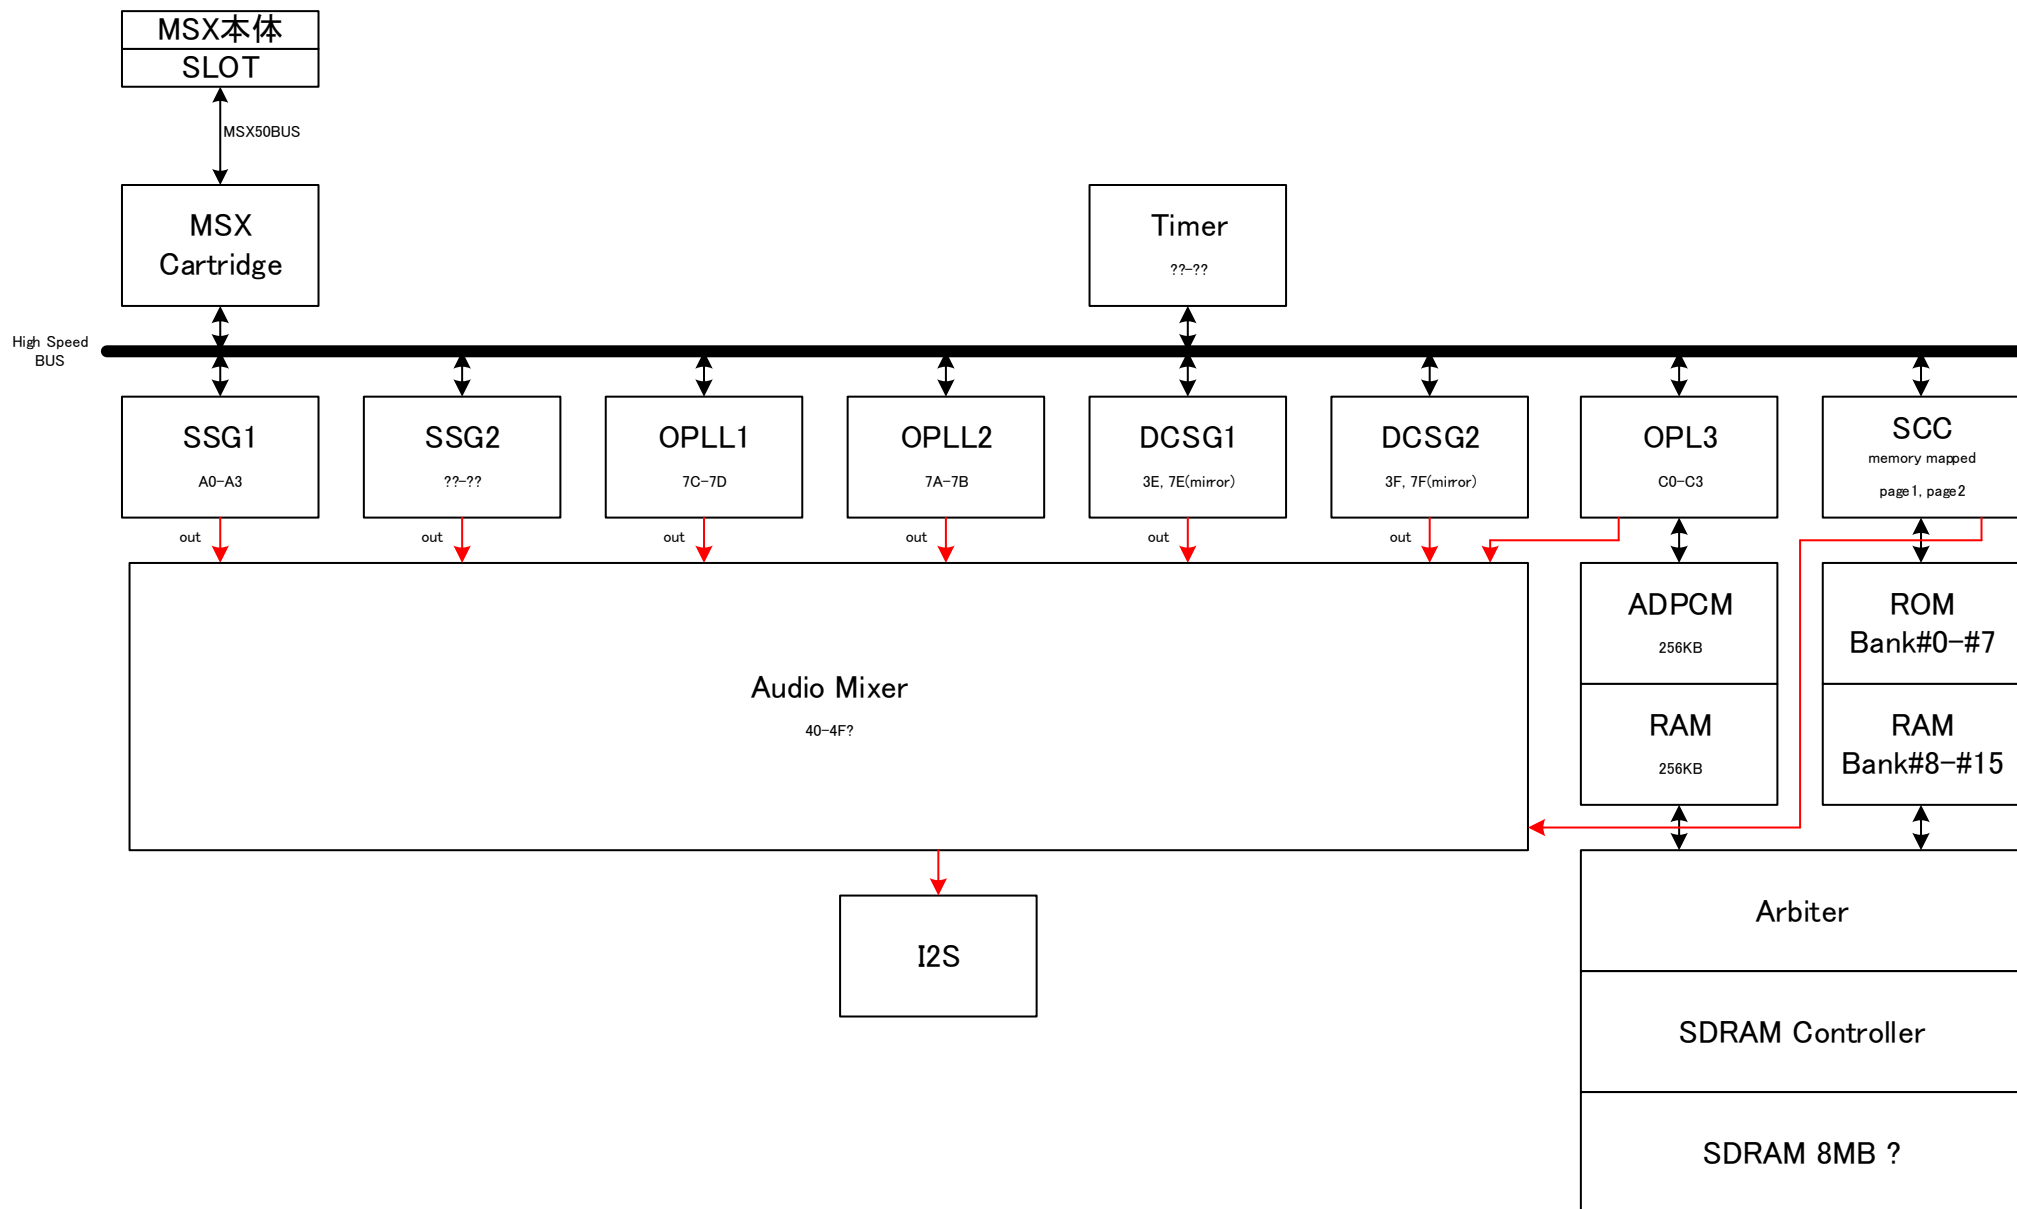 MSX本体
SLOT
MSX50BUS
MSX
Cartridge
Timer
??-??
High Speed
BUS
SSG1
A0-A3
SSG2
??-??
OPLL1
7C-7D
OPLL2
7A-7B
DCSG1
3E, 7E(mirror)
DCSG2
3F, 7F(mirror)
OPL3
C0-C3
SCC
memory mapped
page1, page2
out
out
out
out
out
out
Audio Mixer
40-4F?
ADPCM
256KB
RAM
256KB
ROM
Bank#0-#7
RAM
Bank#8-#15
I2S
Arbiter
SDRAM Controller
SDRAM 8MB ?